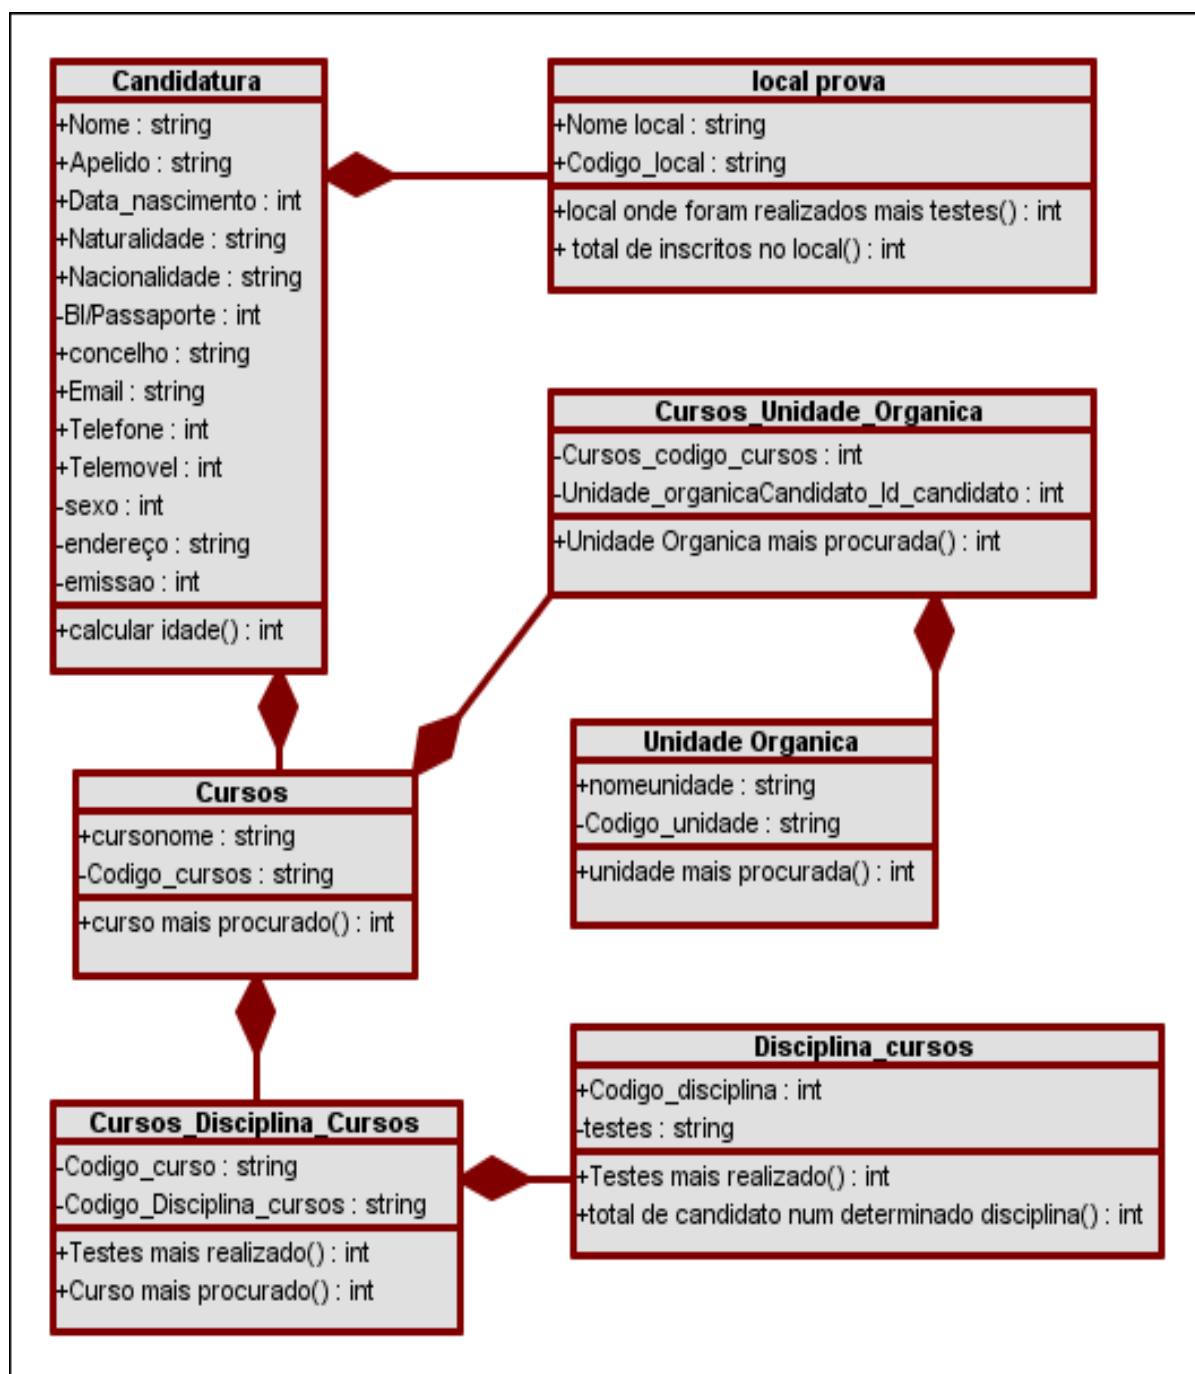 Candidatura
+Nome : string
+Apelido : string
+Data_nascimento : int
+Naturalidade : string
+Nacionalidade : string
-BI/Passaporte : int
+concelho : string
+Email : string
+Telefone : int
+Telemovel : int
-sexo : int
-endereço : string
-emissao : int
+calcular idade() : int
local prova
+Nome local : string
+Codigo_local : string
+local onde foram realizados mais testes() : int
+ total de inscritos no local() : int
Cursos_Unidade_Organica
-Cursos_codigo_cursos : int
-Unidade_organicaCandidato_Id_candidato : int
+Unidade Organica mais procurada() : int
Unidade Organica
+nomeunidade : string
-Codigo_unidade : string
+unidade mais procurada() : int
Cursos
+cursonome : string
-Codigo_cursos : string
+curso mais procurado() : int
Cursos_Disciplina_Cursos
-Codigo_curso : string
-Codigo_Disciplina_cursos : string
+Testes mais realizado() : int
+Curso mais procurado() : int
Disciplina_cursos
+Codigo_disciplina : int
-testes : string
+Testes mais realizado() : int
+total de candidato num determinado disciplina() : int